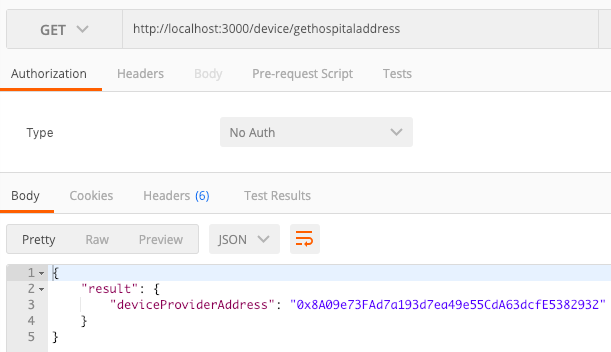 GET http://localhost:3000/device/gethospitaladdress
Authorization Headers Body Pre-request Script Tests
Type No Auth
Body Cookies Headers (6) Test Results
Pretty Raw Preview JSON
1 {
2 "result": {
3 "deviceProviderAddress": "0x8A09e73FAd7a193d7ea49e55CdA63dcfE5382932"
4 }
5 }